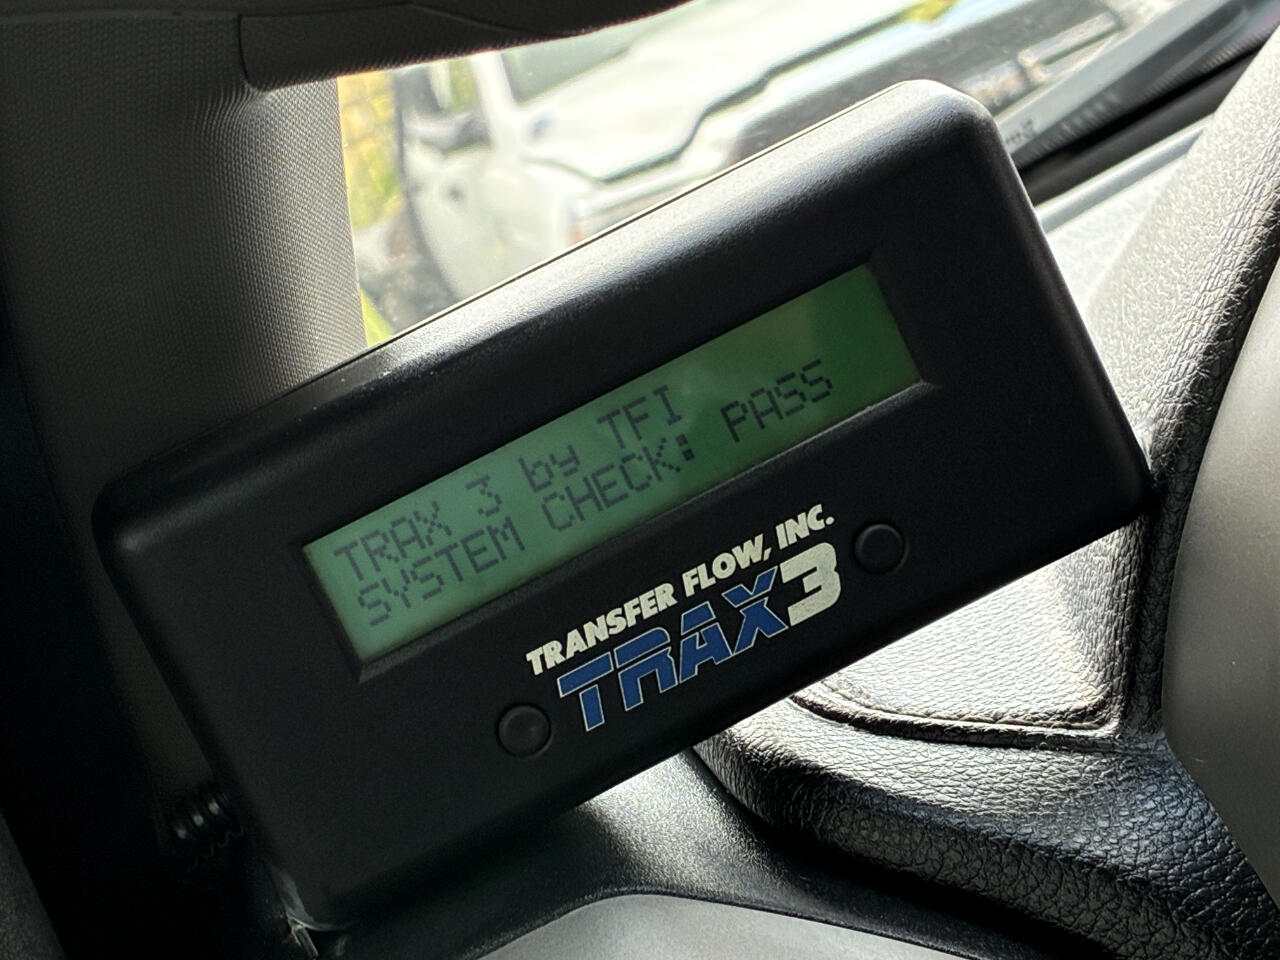 TRAX 3 by TFI
SYSTEM CHECK: PASS
TRANSFER FLOW, INC.
TRAX3